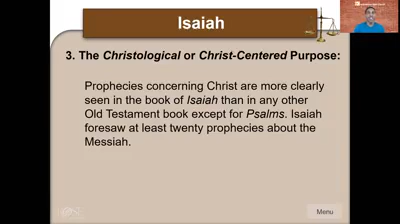 Isaiah
3. The Christological or Christ-Centered Purpose:
Prophecies concerning Christ are more clearly
seen in the book of Isaiah than in any other
Old Testament book except for Psalms. Isaiah
foresaw at least twenty prophecies about the
Messiah.
Menu